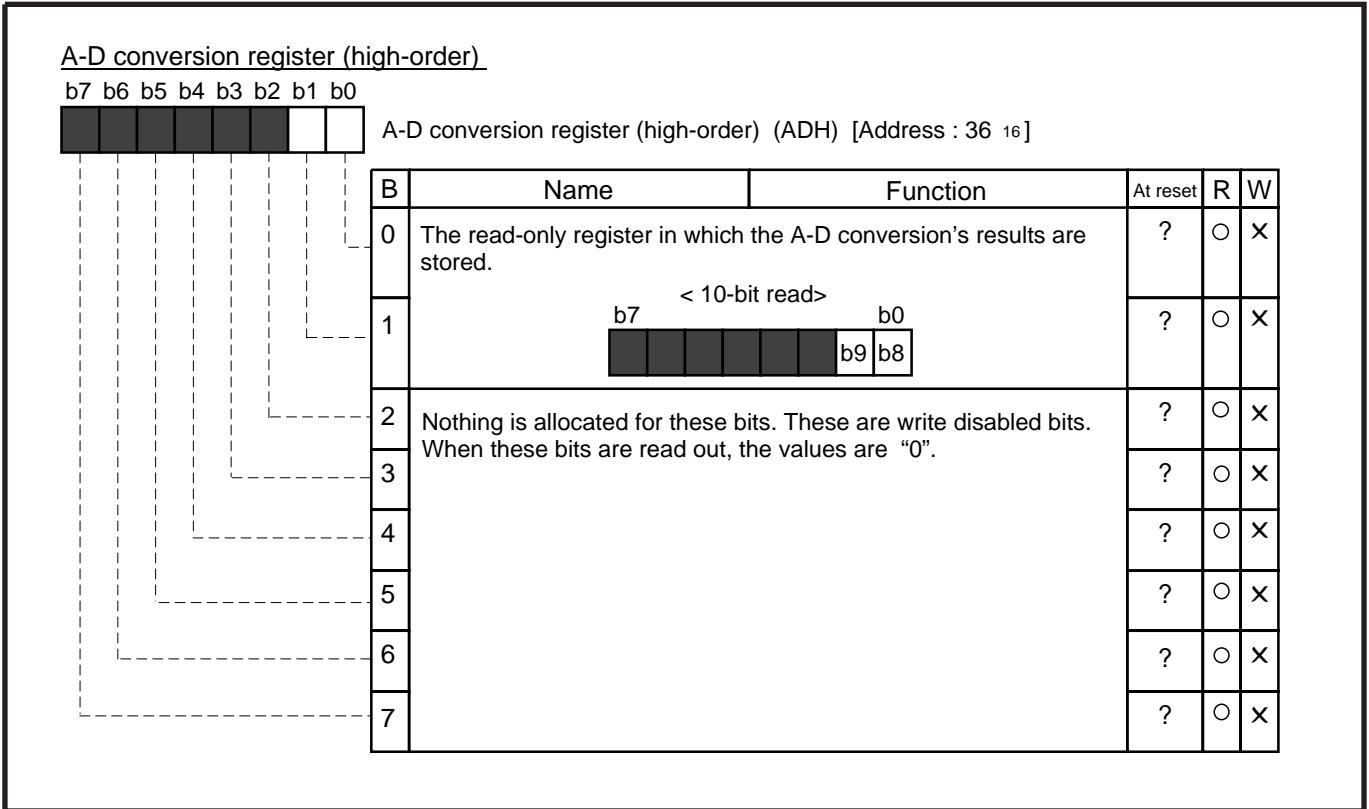 A-D conversion register (high-order)
b7 b6 b5 b4 b3 b2 b1 b0
A-D conversion register (high-order) (ADH) [Address : 36 16]
B Name Function At reset R W
0 The read-only register in which the A-D conversion’s results are ? ○ ×
stored.
< 10-bit read>
b7 b0
1 ? ○ ×
b9 b8
2 Nothing is allocated for these bits. These are write disabled bits. ? ○ ×
When these bits are read out, the values are “0”.
3 ? ○ ×
4 ? ○ ×
5 ? ○ ×
6 ? ○ ×
7 ? ○ ×